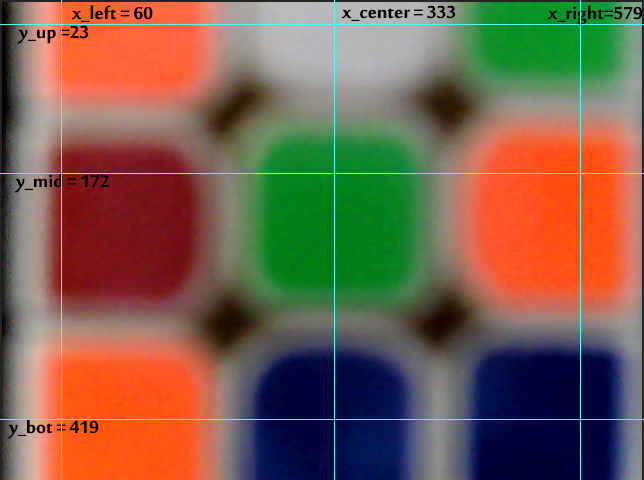 x_left = 60
x_center = 333
x_right=579
y_up =23
y_mid = 172
y_bot = 419